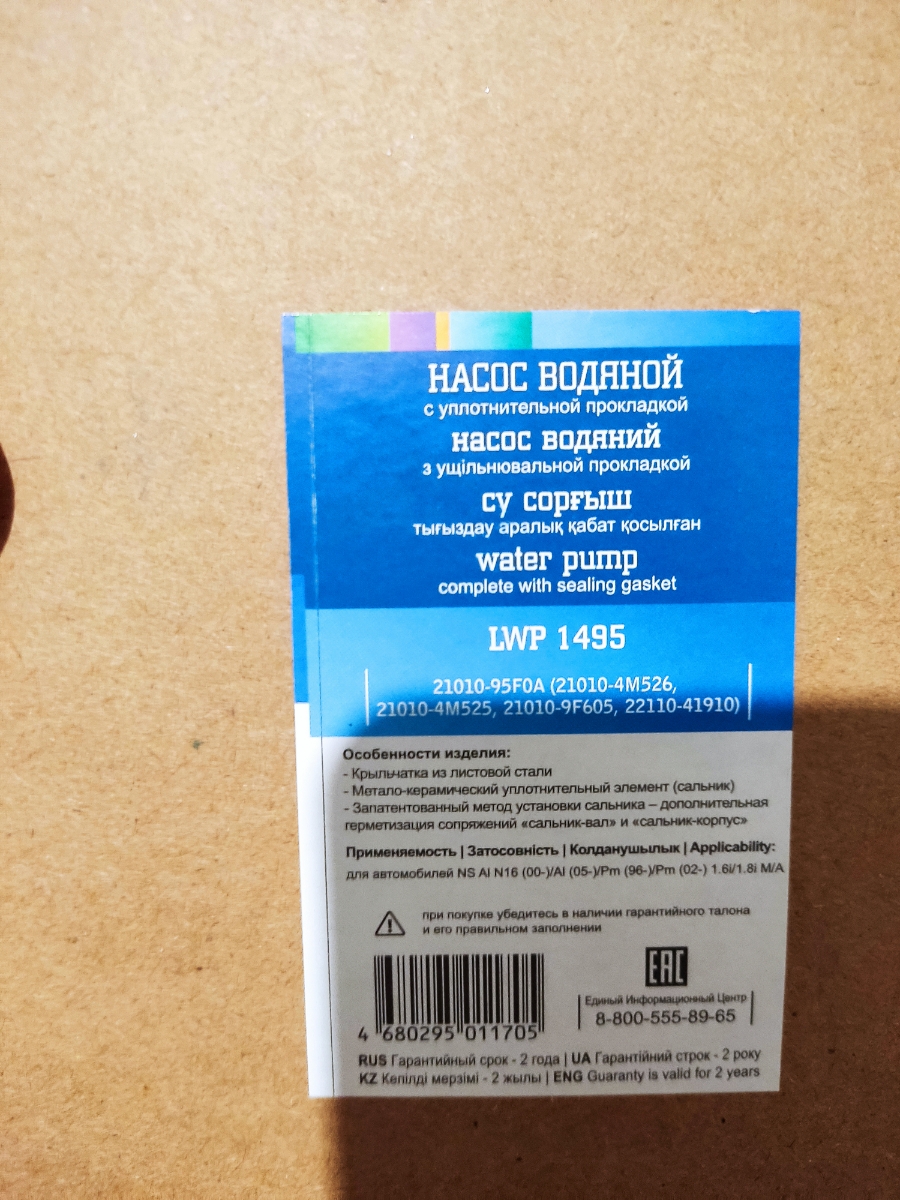 НАСОС ВОДЯНОЙ
с уплотнительной прокладкой
насос водяний
з ущільнювальной прокладкой
су сорғыш
тығыздау аралық қабат қосылған
water pump
complete with sealing gasket
LWP 1495
21010-95F0A (21010-4M526,
21010-4M525, 21010-9F605, 22110-41910)
Особенности изделия:
- Крыльчатка из листовой стали
- Метало-керамический уплотнительный элемент (сальник)
- Запатентованный метод установки сальника – дополнительная
герметизация сопряжений «сальник-вал» и «сальник-корпус»
Применяемость | Затосовність | Колданушылык | Applicability:
для автомобилей NS Al N16 (00-)/Al (05-)/Pm (96-)/Pm (02-) 1.6i/1.8i M/A
при покупке убедитесь в наличии гарантийного талона
и его правильном заполнении
EAC
Единый Информационный Центр
8-800-555-89-65
4 680295 011705
RUS Гарантийный срок - 2 года | UA Гарантійний строк - 2 року
KZ Кепілді мерзімі - 2 жылы | ENG Guaranty is valid for 2 years